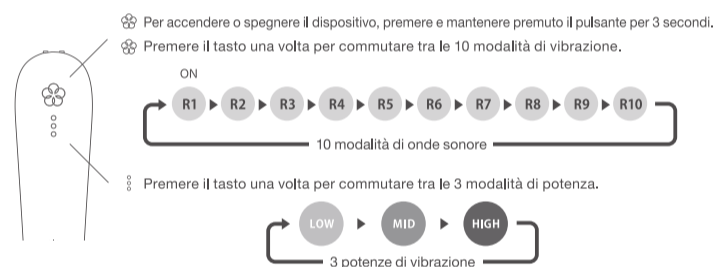 Per accendere o spegnere il dispositivo, premere e mantenere premuto il pulsante per 3 secondi.
Premere il tasto una volta per commutare tra le 10 modalità di vibrazione.
ON
R1 R2 R3 R4 R5 R6 R7 R8 R9 R10
10 modalità di onde sonore
Premere il tasto una volta per commutare tra le 3 modalità di potenza.
LOW MID HIGH
3 potenze di vibrazione